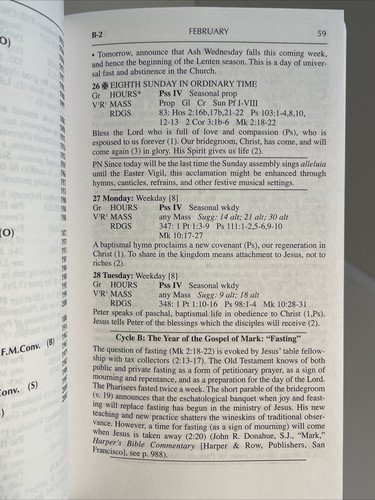 B-2 FEBRUARY 59
• Tomorrow, announce that Ash Wednesday falls this coming week,
and hence the beginning of the Lenten season. This is a day of univer-
sal fast and abstinence in the Church.
26 ✠ EIGHTH SUNDAY IN ORDINARY TIME
Gr HOURS* Pss IV Seasonal prop
V¹R¹ MASS Prop Gl Cr Sun Pf I-VIII
RDGS 83: Hos 2:16b,17b,21-22 Ps 103:1-4,8,10,
12-13 2 Cor 3:1b-6 Mk 2:18-22
Bless the Lord who is full of love and compassion (Ps), who is
espoused to us forever (1). Our bridegroom, Christ, has come, and will
come again (3) in glory. His Spirit gives us life (2).
PN Since today will be the last time the Sunday assembly sings alleluia
until the Easter Vigil, this acclamation might be enhanced through
hymns, canticles, refrains, and other festive musical settings.
27 Monday: Weekday [8]
Gr HOURS Pss IV Seasonal wkdy
V¹R¹ MASS any Mass Sugg: 14 alt; 21 alt; 30 alt
RDGS 347: 1 Pt 1:3-9 Ps 111:1-2,5-6,9-10
Mk 10:17-27
A baptismal hymn proclaims a new covenant (Ps), our regeneration in
Christ (1). To share in the kingdom means attachment to Jesus, not to
riches (2).
28 Tuesday: Weekday [8]
Gr HOURS Pss IV Seasonal wkdy
V¹R¹ MASS any Mass Sugg: 9 alt; 18 alt
RDGS 348: 1 Pt 1:10-16 Ps 98:1-4 Mk 10:28-31
Peter speaks of paschal, baptismal life in obedience to Christ (1,Ps).
Jesus tells Peter of the blessings which the disciples will receive (2).
Cycle B: The Year of the Gospel of Mark: “Fasting”
The question of fasting (Mk 2:18-22) is evoked by Jesus' table fellow-
ship with tax collectors (2:13-17). The Old Testament knows of both
public and private fasting as a form of petitionary prayer, as a sign of
mourning and repentance, and as a preparation for the day of the Lord.
The Pharisees fasted twice a week. The short parable of the bridegroom
(v. 19) announces that the eschatological banquet when joy and feast-
ing will replace fasting has begun in the ministry of Jesus. His new
teaching and new practice shatters the wineskins of traditional obser-
vance. However, a time for fasting (as a sign of mourning) will come
when Jesus is taken away (2:20) (John R. Donahue, S.J., “Mark,”
Harper's Bible Commentary [Harper & Row, Publishers, San
Francisco], see p. 988).
O)
(O)
F.M.Conv. (B)
onv. (S)